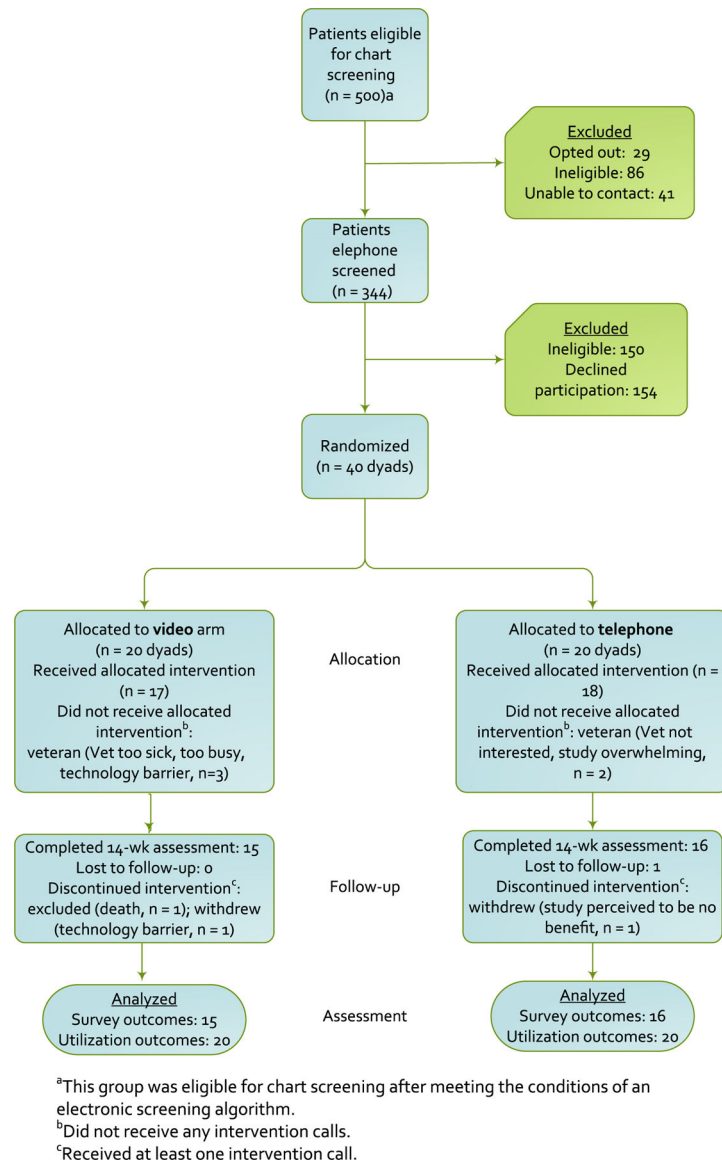 Patients eligible
for chart
screening
(n = 500)a
Excluded
Opted out: 29
Ineligible: 86
Unable to contact: 41
Patients
elephone
screened
(n = 344)
Excluded
Ineligible: 150
Declined
participation: 154
Randomized
(n = 40 dyads)
Allocated to video arm
(n = 20 dyads)
Received allocated intervention
(n = 17)
Did not receive allocated
interventionᵇ:
veteran (Vet too sick, too busy,
technology barrier, n=3)
Allocation
Allocated to telephone
(n = 20 dyads)
Received allocated intervention (n =
18)
Did not receive allocated
interventionᵇ: veteran (Vet not
interested, study overwhelming,
n = 2)
Completed 14-wk assessment: 15
Lost to follow-up: 0
Discontinued interventionᶜ:
excluded (death, n = 1); withdrew
(technology barrier, n = 1)
Follow-up
Completed 14-wk assessment: 16
Lost to follow-up: 1
Discontinued interventionᶜ:
withdrew (study perceived to be no
benefit, n = 1)
Analyzed
Survey outcomes: 15
Utilization outcomes: 20
Assessment
Analyzed
Survey outcomes: 16
Utilization outcomes: 20
ᵃThis group was eligible for chart screening after meeting the conditions of an
electronic screening algorithm.
ᵇDid not receive any intervention calls.
ᶜReceived at least one intervention call.